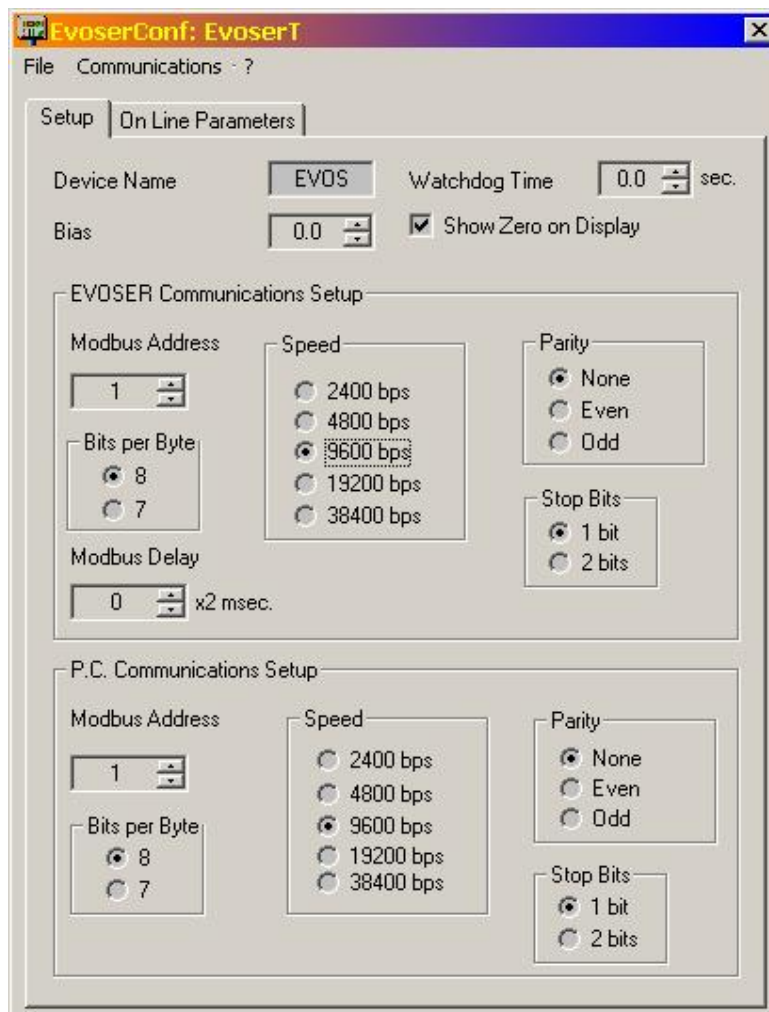 EvoserConf: EvoserT
File Communications ?
Setup On Line Parameters
Device Name EVOS Watchdog Time 0.0 sec.
Bias 0.0 Show Zero on Display
EVOSER Communications Setup
Modbus Address
1
Bits per Byte
8
7
Modbus Delay
0 x2 msec.
Speed
2400 bps
4800 bps
9600 bps
19200 bps
38400 bps
Parity
None
Even
Odd
Stop Bits
1 bit
2 bits
P.C. Communications Setup
Modbus Address
1
Bits per Byte
8
7
Speed
2400 bps
4800 bps
9600 bps
19200 bps
38400 bps
Parity
None
Even
Odd
Stop Bits
1 bit
2 bits